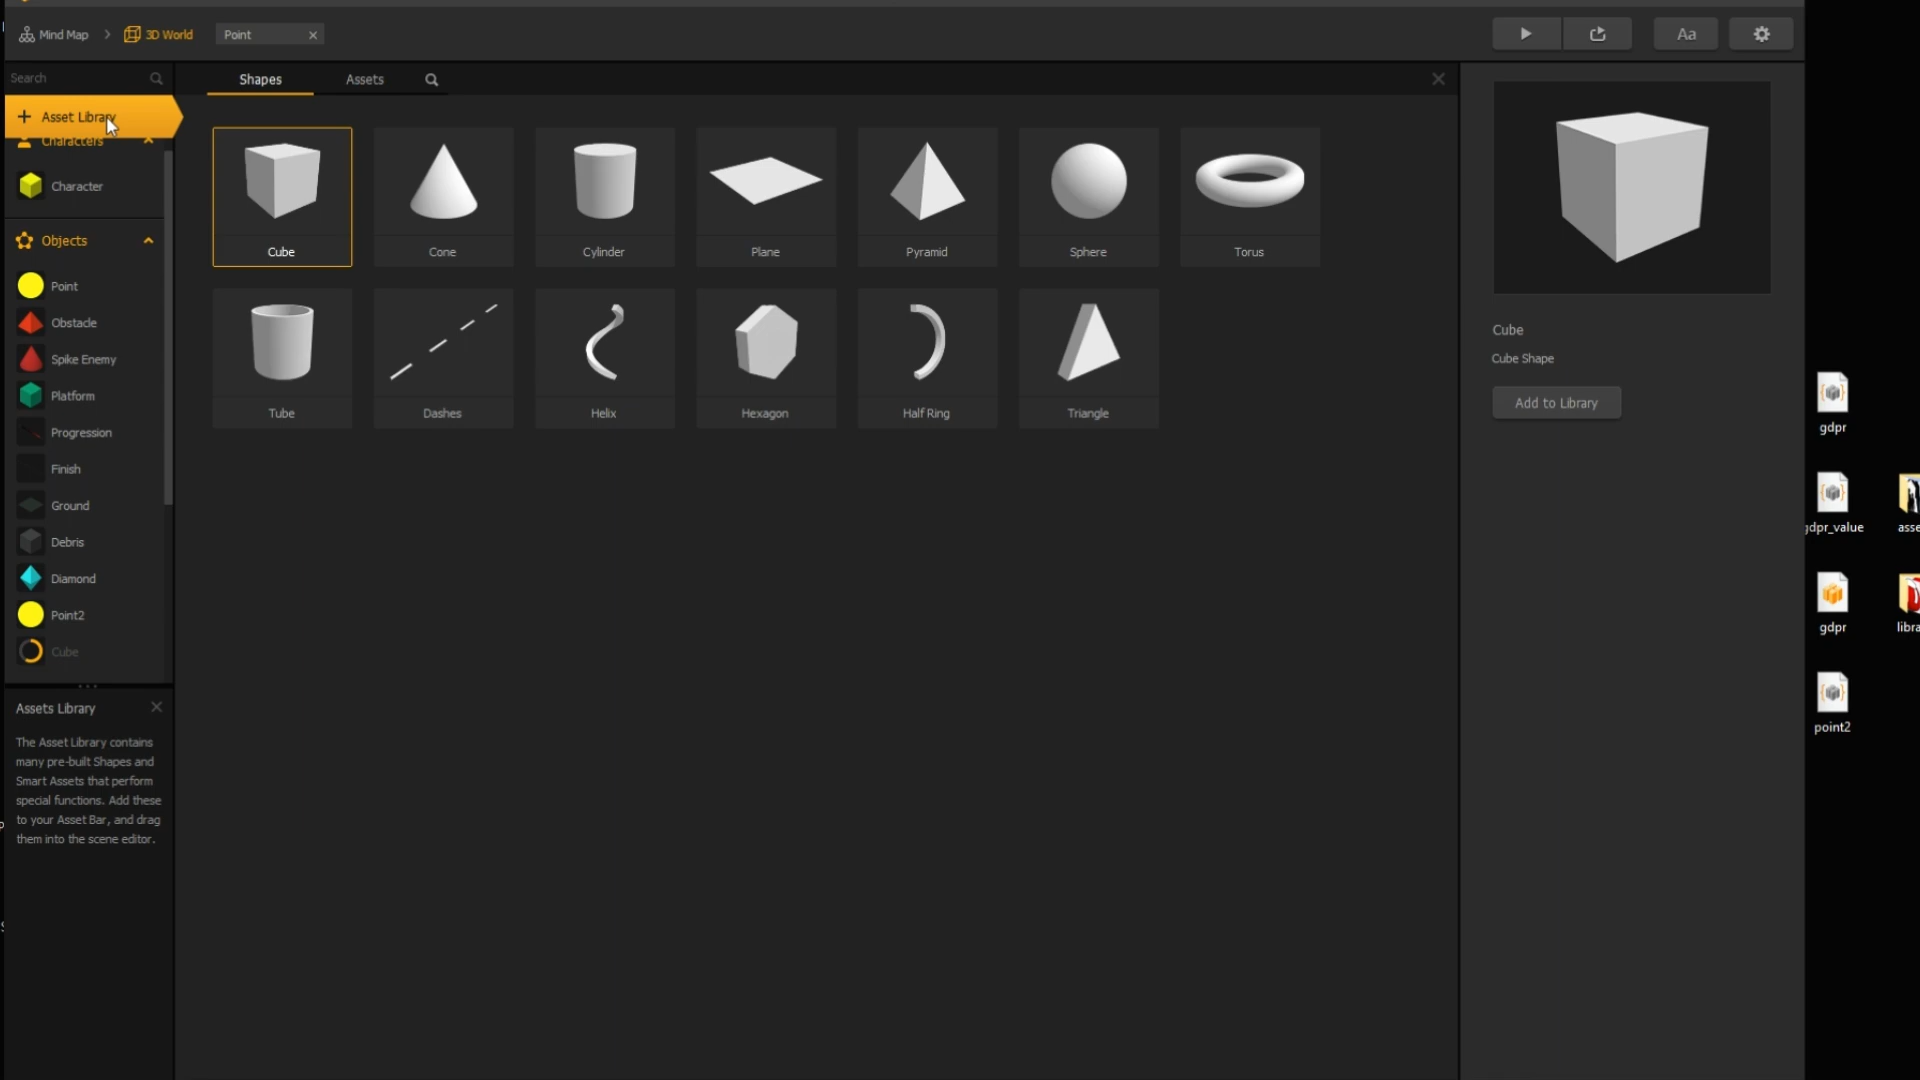 Mind Map
3D World
Point
Aa
Search
Shapes
Assets
Asset Library
Characters
Character
Objects
Point
Obstacle
Spike Enemy
Platform
Progression
Finish
Ground
Debris
Diamond
Point2
Cube
Cube
Cone
Cylinder
Plane
Pyramid
Sphere
Torus
Tube
Dashes
Helix
Hexagon
Half Ring
Triangle
Cube
Cube Shape
Add to Library
Assets Library
The Asset Library contains
many pre-built Shapes and
Smart Assets that perform
special functions. Add these
to your Asset Bar, and drag
them into the scene editor.
gdpr
gdpr_value
asse
gdpr
libra
point2